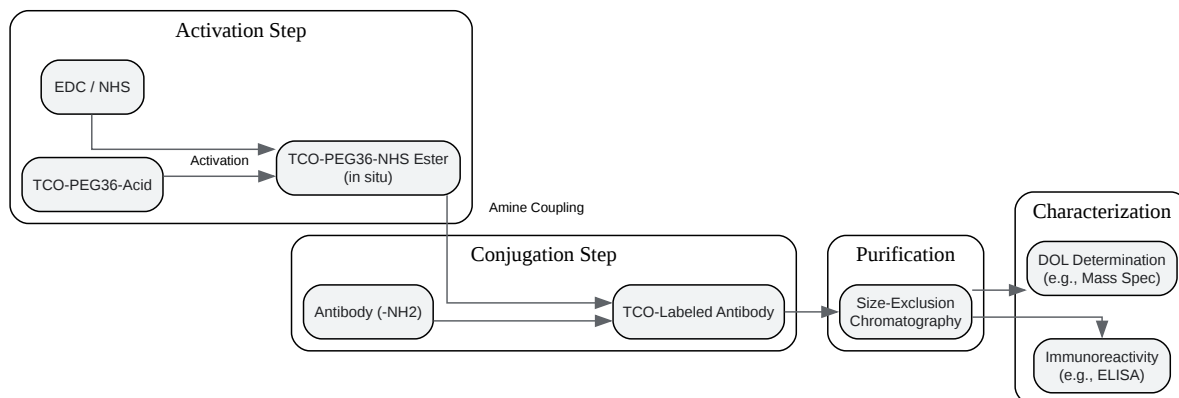 Activation Step
EDC / NHS
TCO-PEG36-Acid
Activation
TCO-PEG36-NHS Ester
(in situ)
Amine Coupling
Conjugation Step
Antibody (-NH2)
TCO-Labeled Antibody
Purification
Size-Exclusion
Chromatography
Characterization
DOL Determination
(e.g., Mass Spec)
Immunoreactivity
(e.g., ELISA)